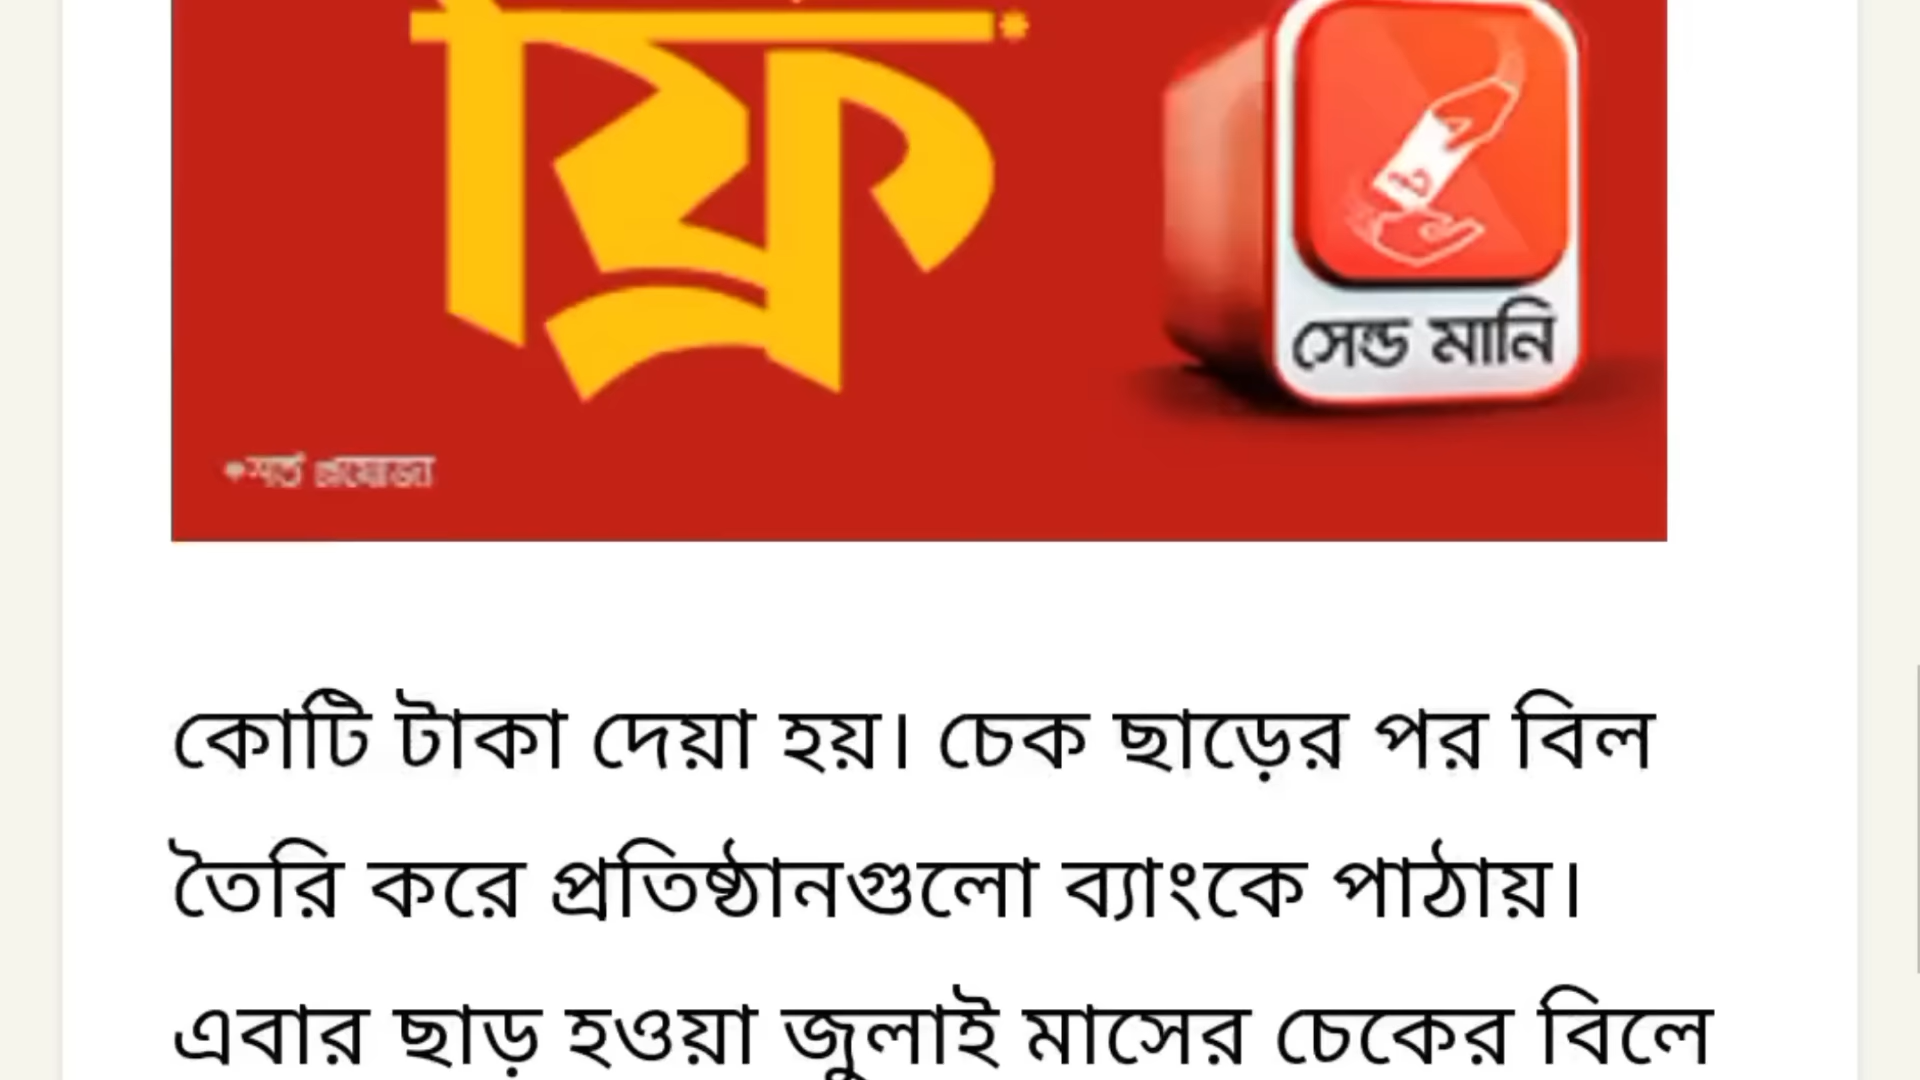 ফ্রি*
সেন্ড মানি
*শর্ত প্রযোজ্য
কোটি টাকা দেয়া হয়। চেক ছাড়ের পর বিল
তৈরি করে প্রতিষ্ঠানগুলো ব্যাংকে পাঠায়।
এবার ছাড় হওয়া জুলাই মাসের চেকের বিলে